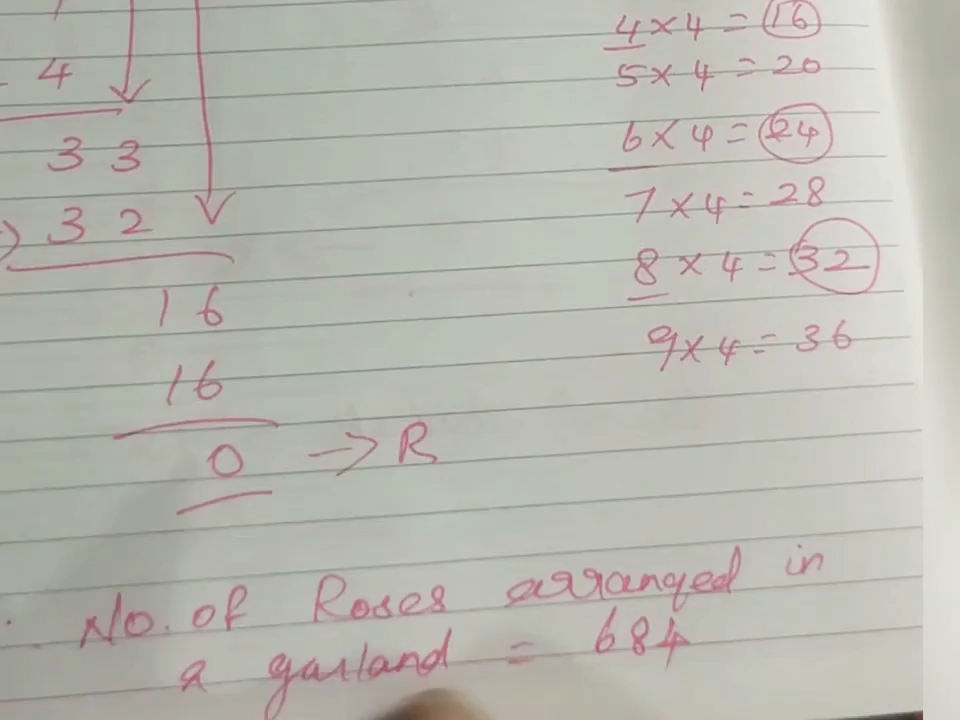 4 × 4 = 16
4
5 × 4 = 20
33
6 × 4 = 24
7 × 4 = 28
) 32
8 × 4 = 32
16
9 × 4 = 36
16
0 → R
No. of Roses arranged in
a garland = 684